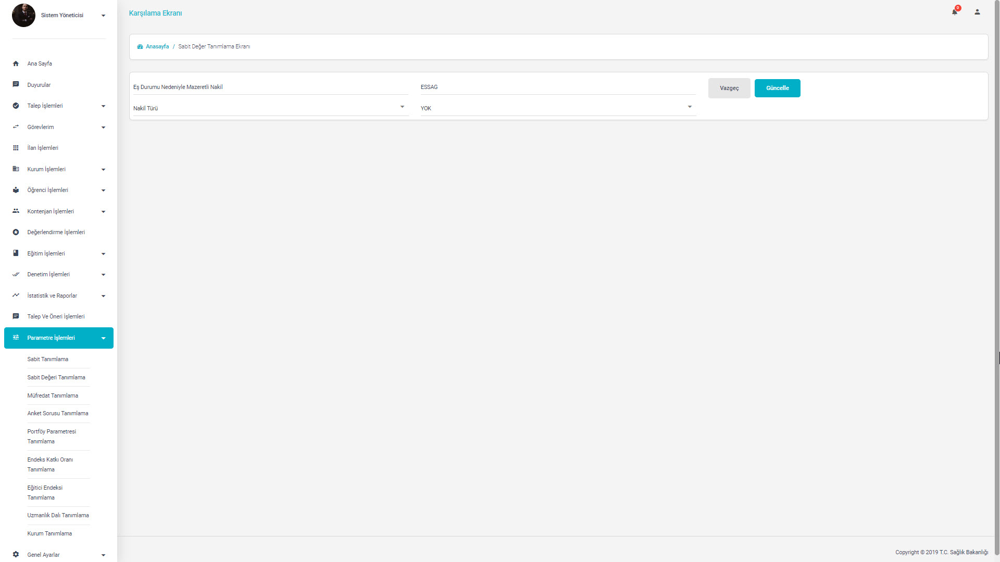 Sistem Yöneticisi
Ana Sayfa
Duyurular
Talep İşlemleri
Görevlerim
İlan İşlemleri
Kurum İşlemleri
Öğrenci İşlemleri
Kontenjan İşlemleri
Değerlendirme İşlemleri
Eğitim İşlemleri
Denetim İşlemleri
İstatistik ve Raporlar
Talep Ve Öneri İşlemleri
Parametre İşlemleri
Sabit Tanımlama
Sabit Değeri Tanımlama
Müfredat Tanımlama
Anket Sorusu Tanımlama
Portföy Parametresi
Tanımlama
Endeks Katkı Oranı
Tanımlama
Eğitici Endeksi
Tanımlama
Uzmanlık Dalı Tanımlama
Kurum Tanımlama
Genel Ayarlar
Karşılama Ekranı
0
Anasayfa / Sabit Değer Tanımlama Ekranı
Eş Durumu Nedeniyle Mazeretli Nakil ESSAG Vazgeç Güncelle
Nakil Türü YOK
Copyright © 2019 T.C. Sağlık Bakanlığı